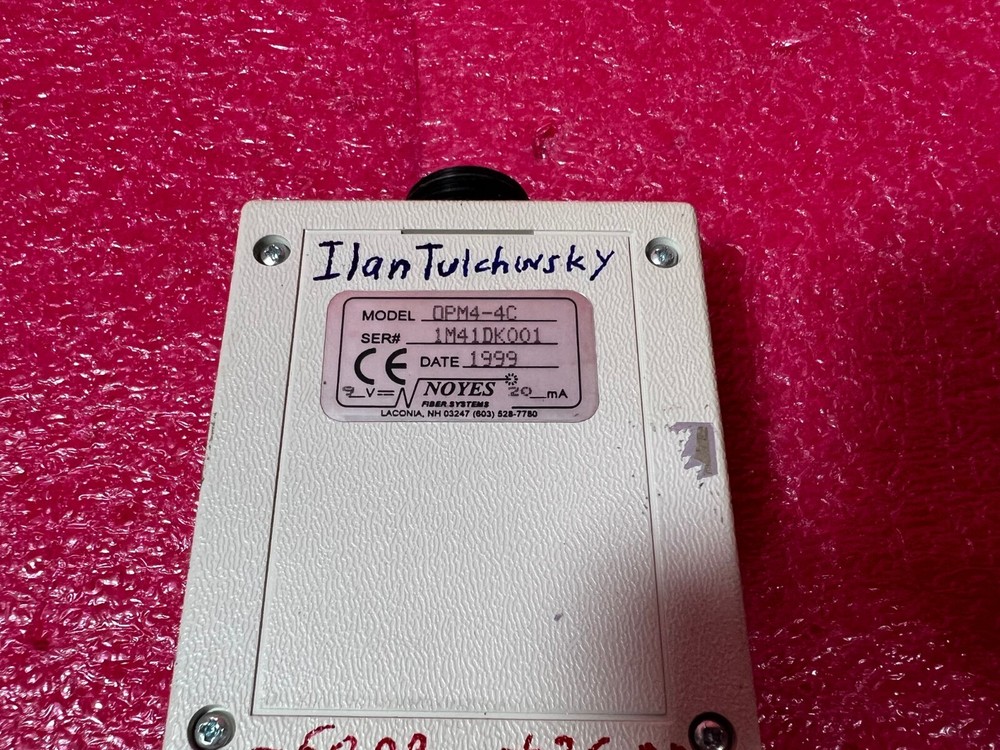 Ilan Tulchinsky
MODEL OPM4-4C
SER# 1M41DK001
CE DATE 1999
9 V NOYES 20 mA
FIBER SYSTEMS
LACONIA, NH 03247 (603) 528-7780